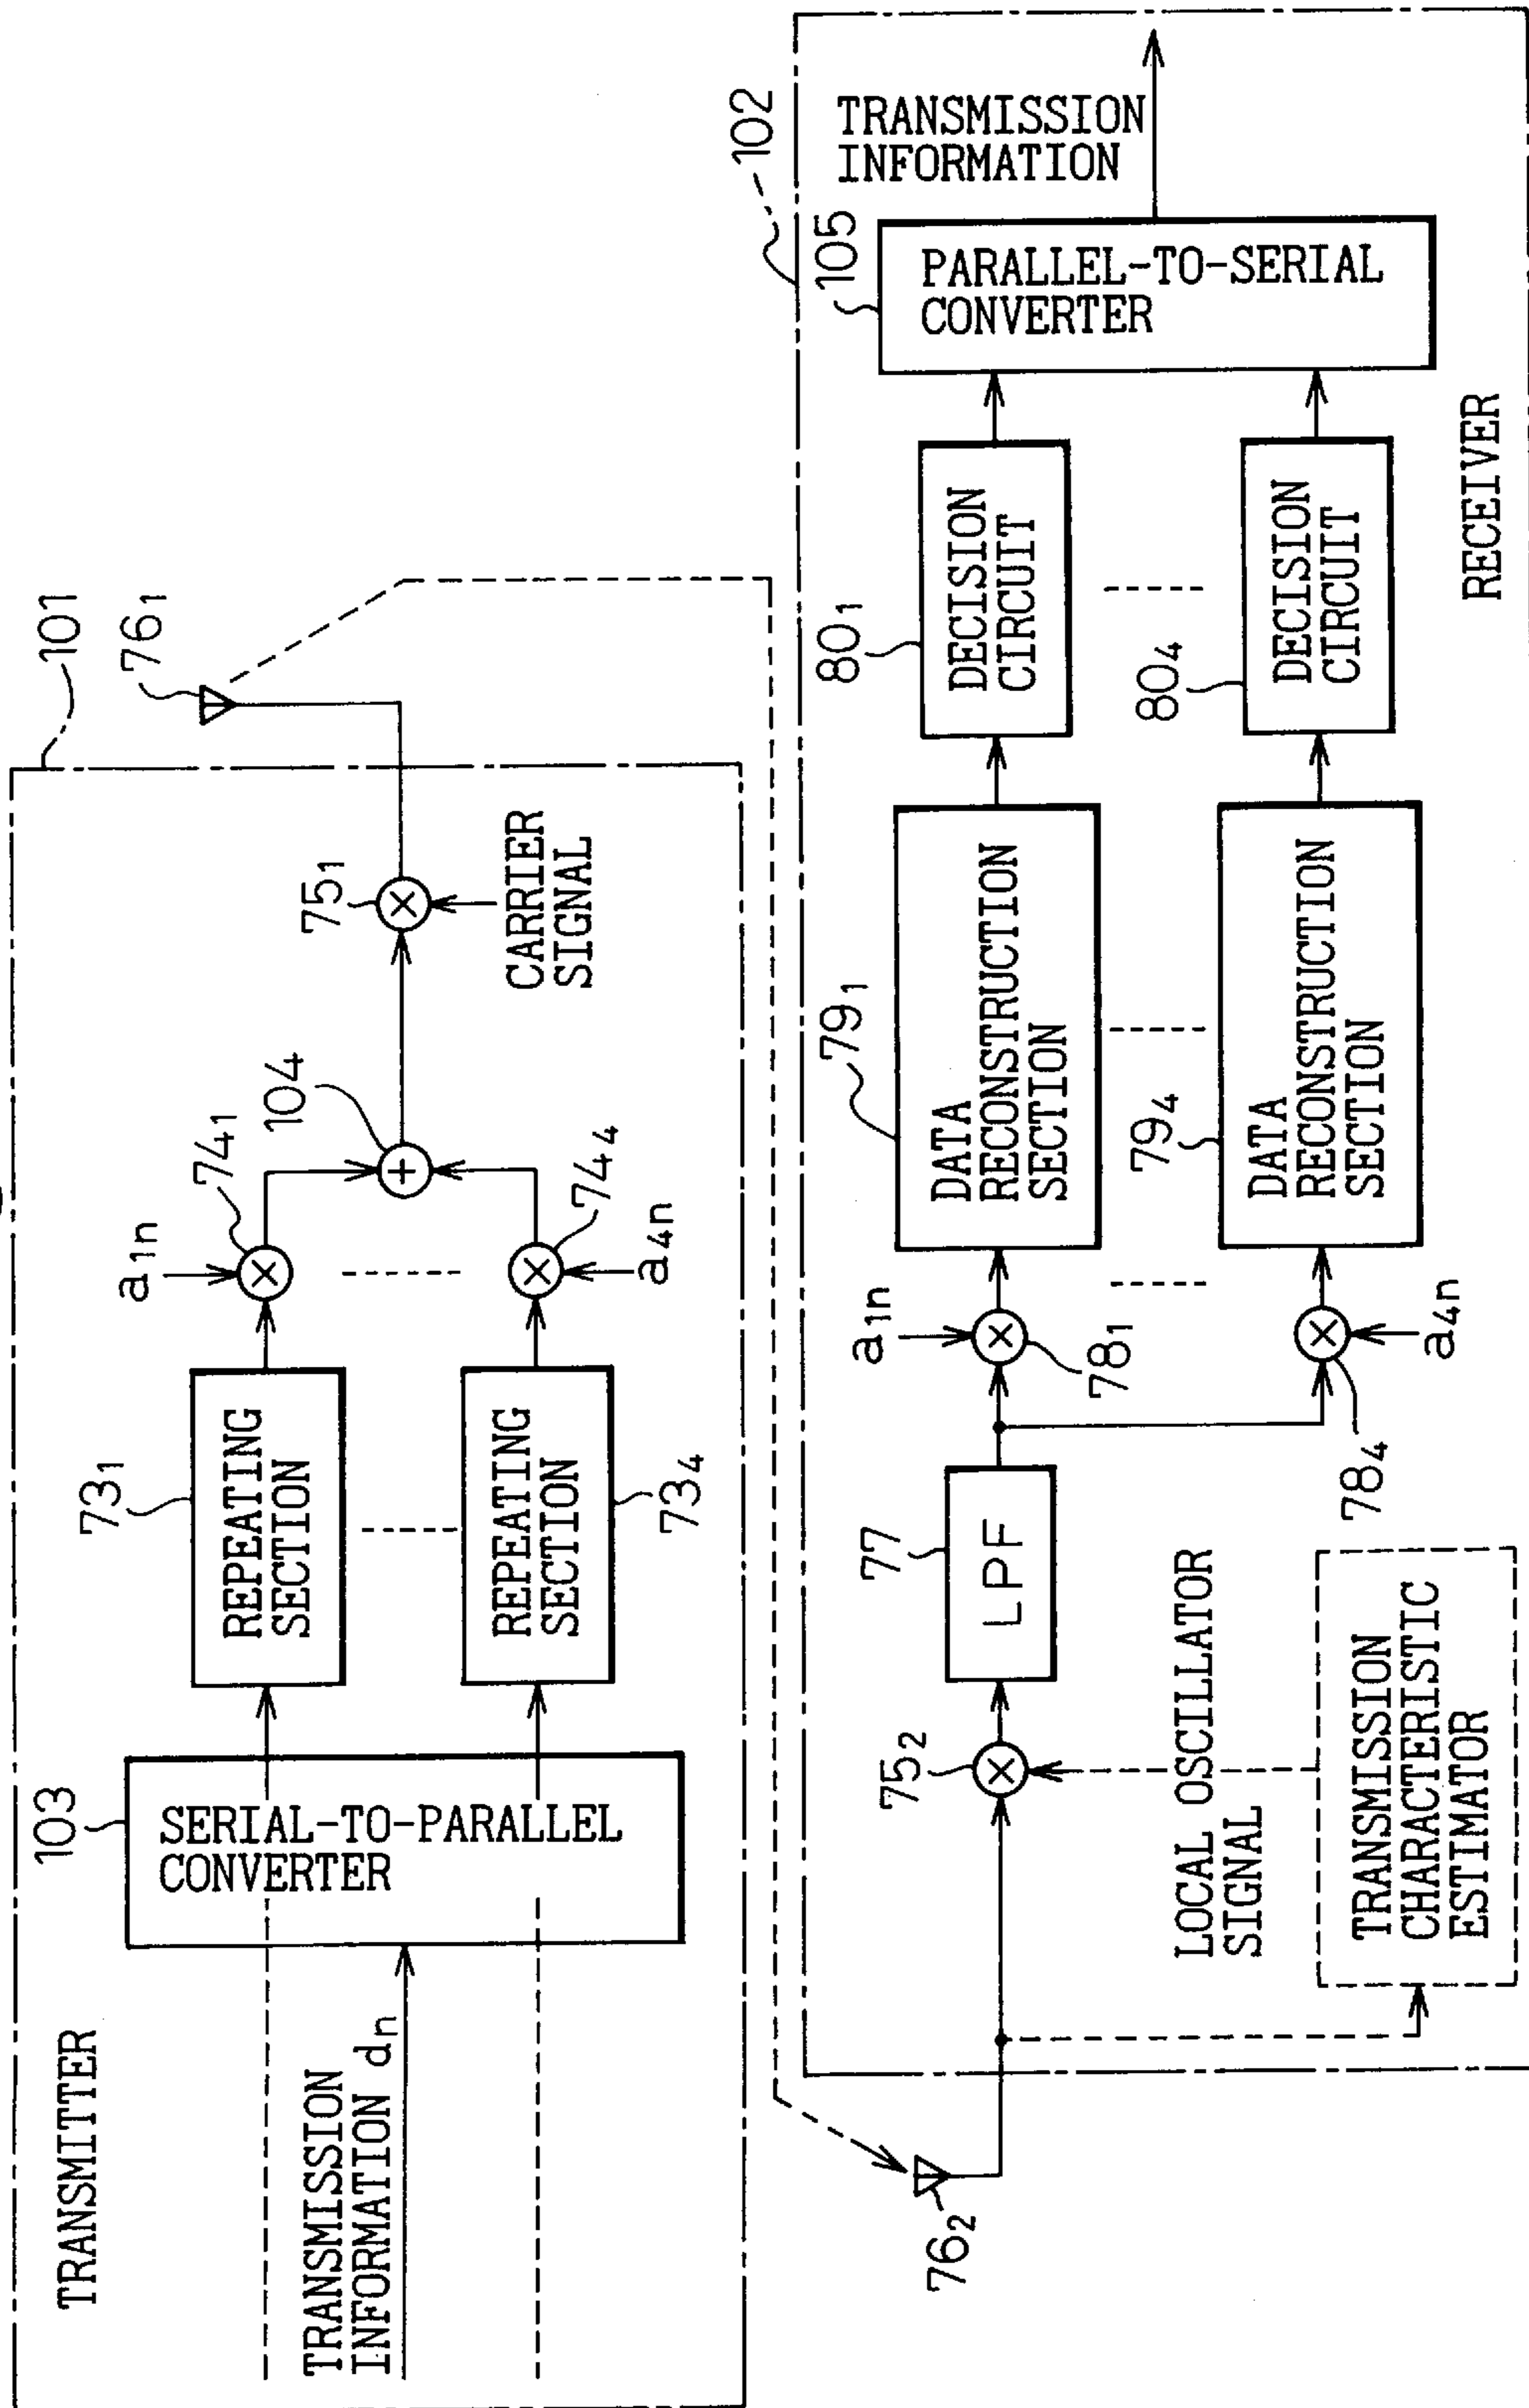 TRANSMITTER
101
TRANSMISSION
INFORMATION dₙ
103
SERIAL-TO-PARALLEL
CONVERTER
73₁
REPEATING
SECTION
REPEATING
SECTION
73₄
a₁ₙ
74₁
74₄
a₄ₙ
104
75₁
CARRIER
SIGNAL
76₁
102
76₂
75₂
LOCAL OSCILLATOR
SIGNAL
TRANSMISSION
CHARACTERISTIC
ESTIMATOR
77
LPF
a₁ₙ
78₁
78₄
a₄ₙ
79₁
DATA
RECONSTRUCTION
SECTION
79₄
DATA
RECONSTRUCTION
SECTION
80₁
DECISION
CIRCUIT
80₄
DECISION
CIRCUIT
105
PARALLEL-TO-SERIAL
CONVERTER
TRANSMISSION
INFORMATION
RECEIVER